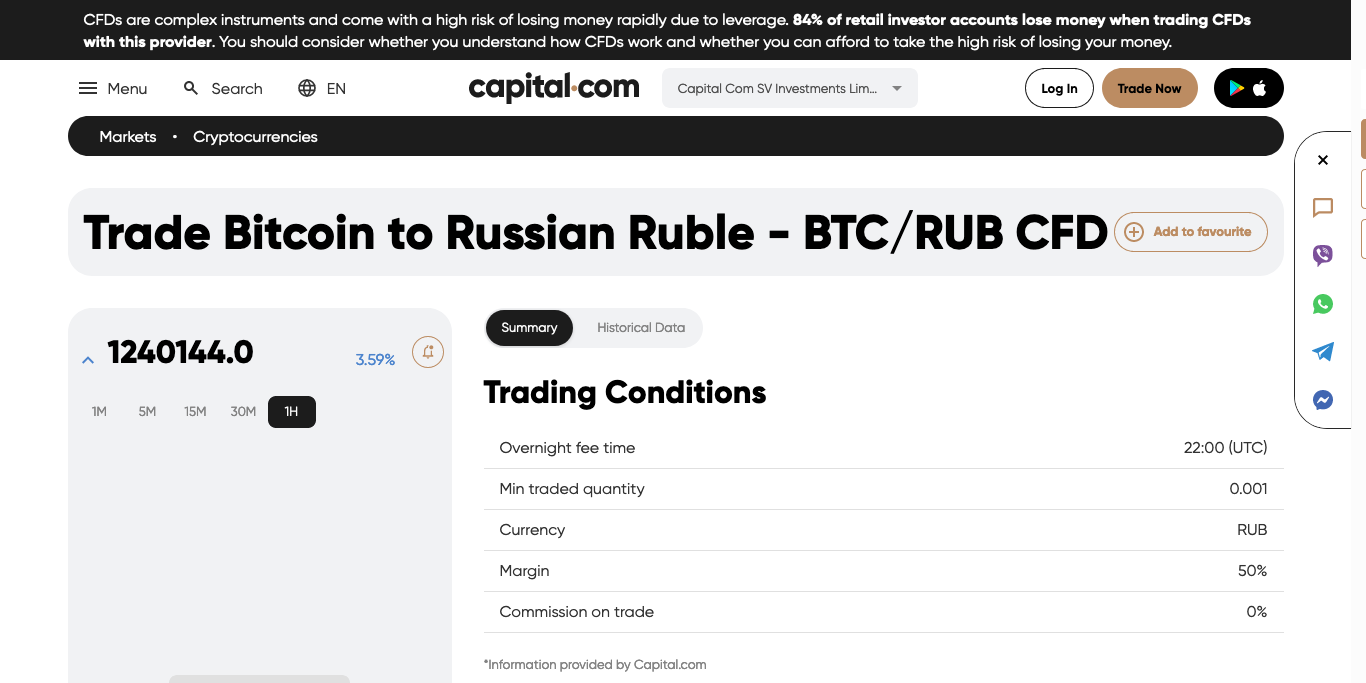 CFDs are complex instruments and come with a high risk of losing money rapidly due to leverage. 84% of retail investor accounts lose money when trading CFDs
with this provider. You should consider whether you understand how CFDs work and whether you can afford to take the high risk of losing your money.
Menu Search EN capital.com Capital Com SV Investments Lim... Log In Trade Now
Markets • Cryptocurrencies
Trade Bitcoin to Russian Ruble - BTC/RUB CFD Add to favourite
1240144.0 3.59%
1M 5M 15M 30M 1H
Summary Historical Data
Trading Conditions
Overnight fee time 22:00 (UTC)
Min traded quantity 0.001
Currency RUB
Margin 50%
Commission on trade 0%
*Information provided by Capital.com